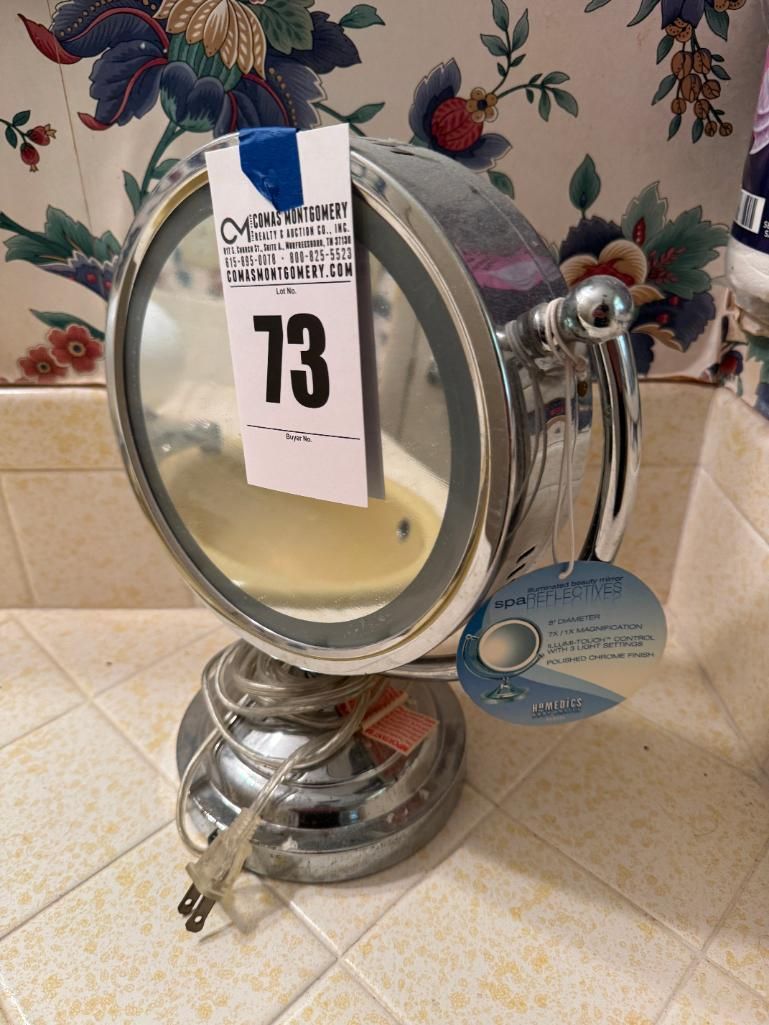 COMAS MONTGOMERY
REALTY & AUCTION CO., INC.
COMASMONTGOMERY.COM
615-895-0078 • 800-825-5523
Lot No.
73
Buyer No.
illuminated beauty mirror
spaREFLECTIVES
8" DIAMETER
7X / 1X MAGNIFICATION
ILLUMI-TOUCH™ CONTROL
WITH 3 LIGHT SETTINGS
POLISHED CHROME FINISH
HOMEDICS